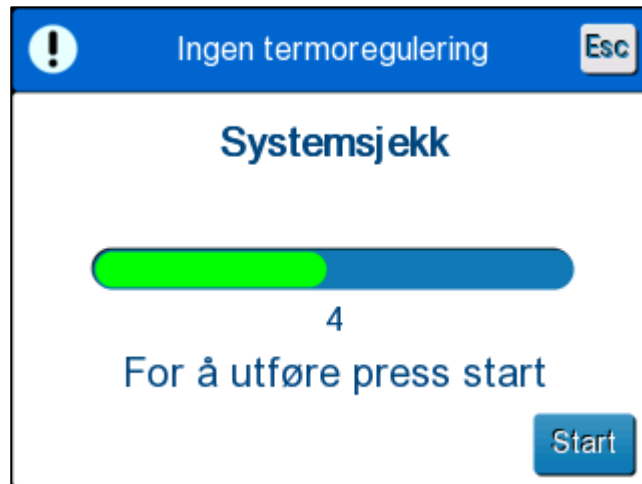 !
Ingen termoregulering
Esc
Systemsjekk
4
For å utføre press start
Start